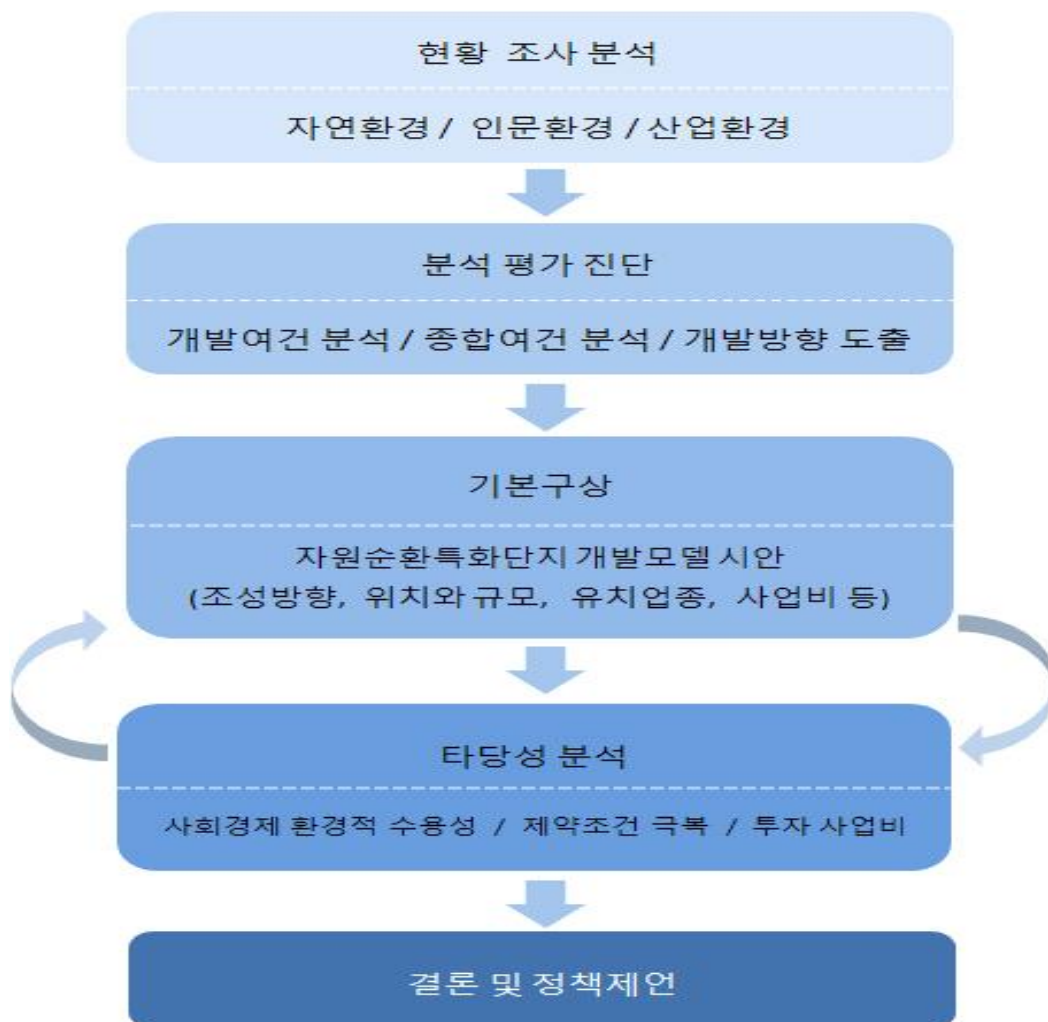 현황 조사 분석
자연환경 / 인문환경 / 산업환경
분석 평가 진단
개발여건 분석 / 종합여건 분석 / 개발방향 도출
기본구상
자원순환특화단지 개발모델 시안
(조성방향, 위치와 규모, 유치업종, 사업비 등)
타당성 분석
사회경제 환경적 수용성 / 제약조건 극복 / 투자 사업비
결론 및 정책제언